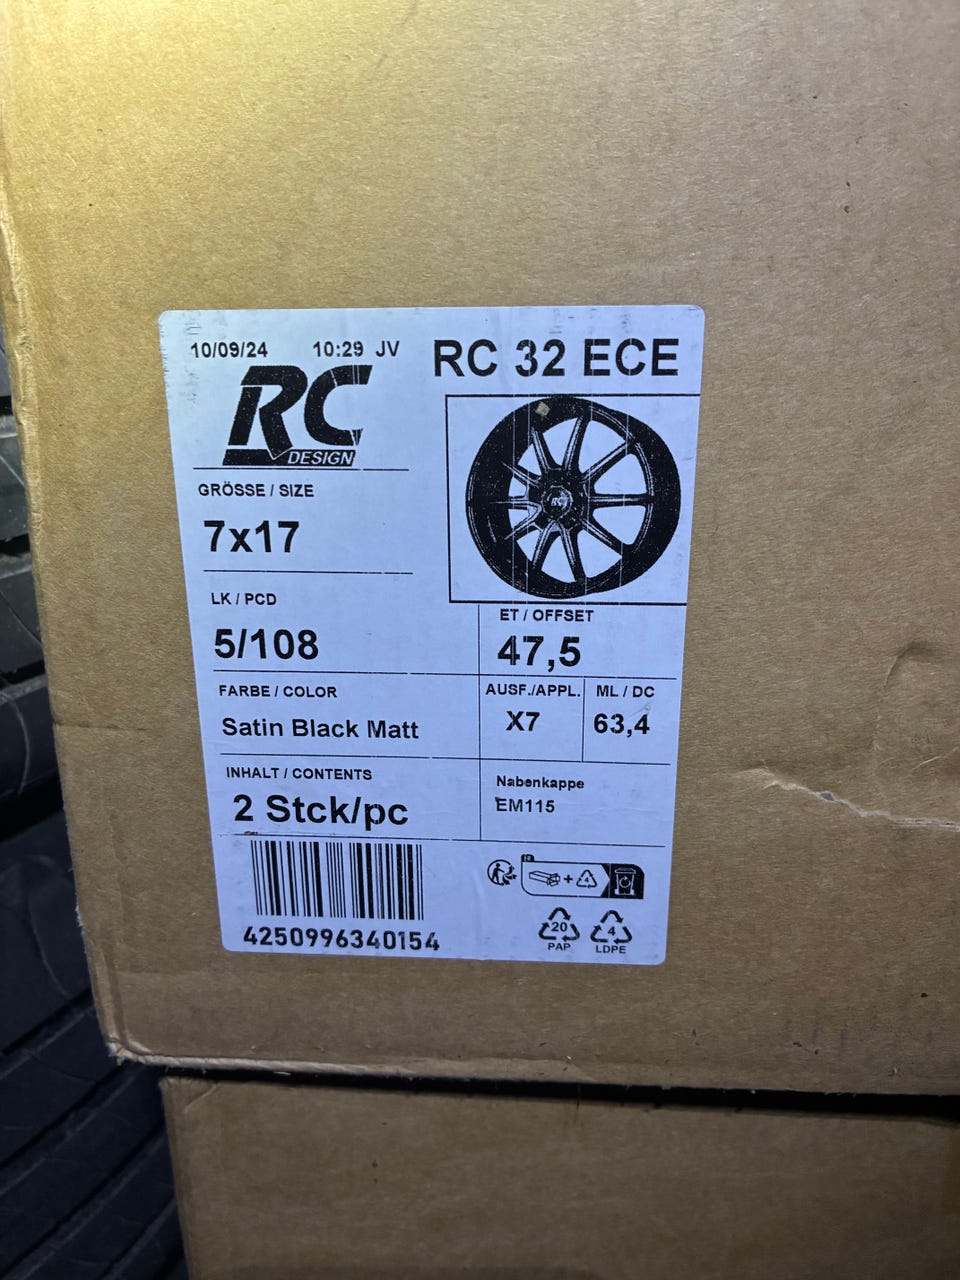 10/09/24 10:29 JV
RC 32 ECE
RC
DESIGN
RC
GRÖSSE / SIZE
7x17
LK / PCD
5/108
ET / OFFSET
47,5
FARBE / COLOR
Satin Black Matt
AUSF./APPL.
X7
ML / DC
63,4
INHALT / CONTENTS
2 Stck/pc
Nabenkappe
EM115
4250996340154
+ 4
20
PAP
4
LDPE